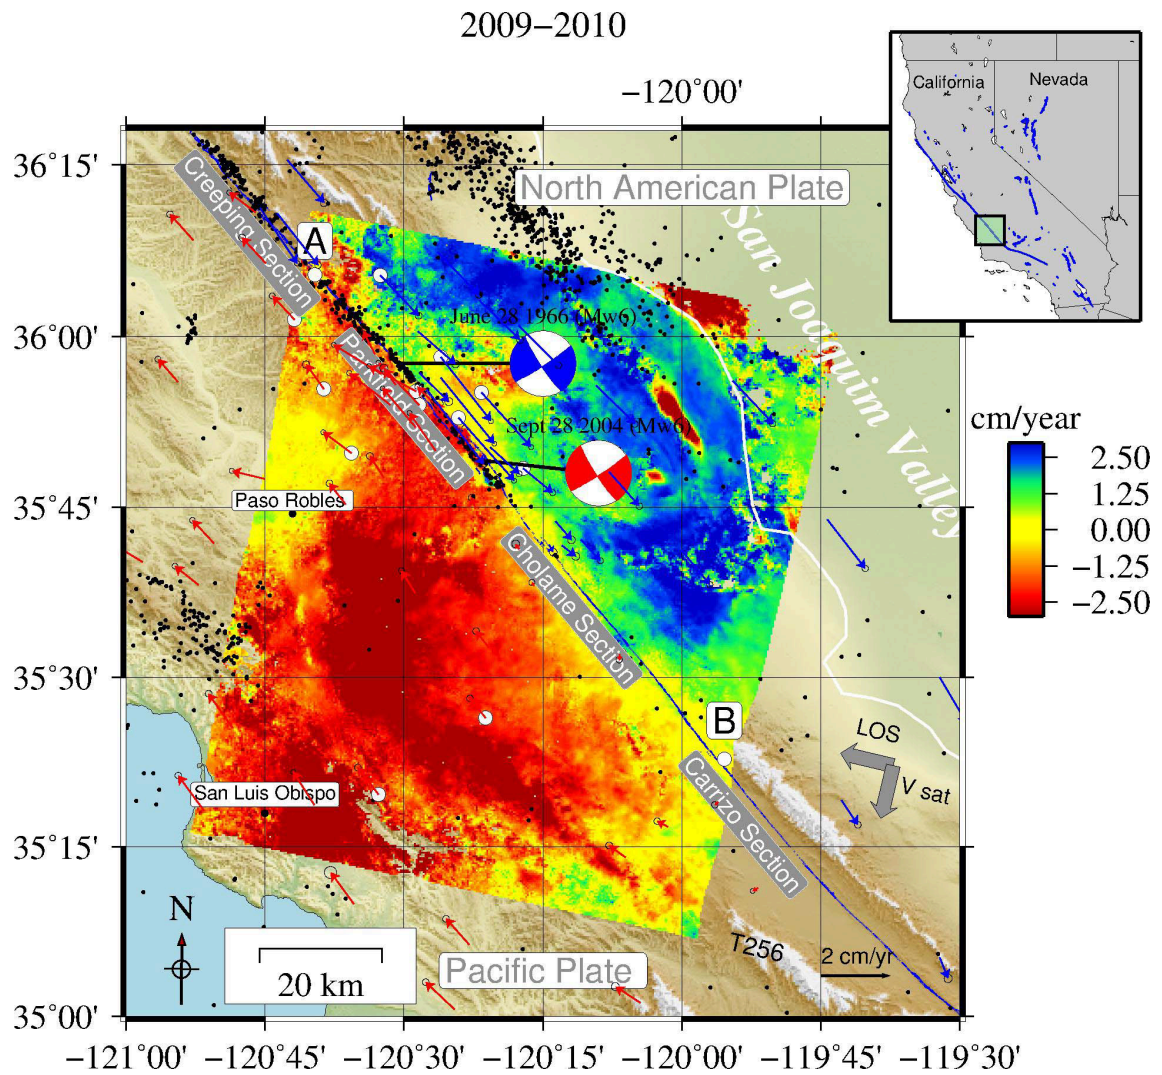 2009−2010
−120°00'
California
Nevada
36°15'
36°00'
35°45'
35°30'
35°15'
35°00'
Creeping Section
North American Plate
San Joaquim Valley
A
June 28 1966 (Mw6)
Parkfield Section
Sept 28 2004 (Mw6)
cm/year
2.50
1.25
0.00
−1.25
−2.50
Paso Robles
Cholame Section
B
LOS
V sat
San Luis Obispo
Carrizo Section
N
20 km
Pacific Plate
T256
2 cm/yr
−121°00'
−120°45'
−120°30'
−120°15'
−120°00'
−119°45'
−119°30'